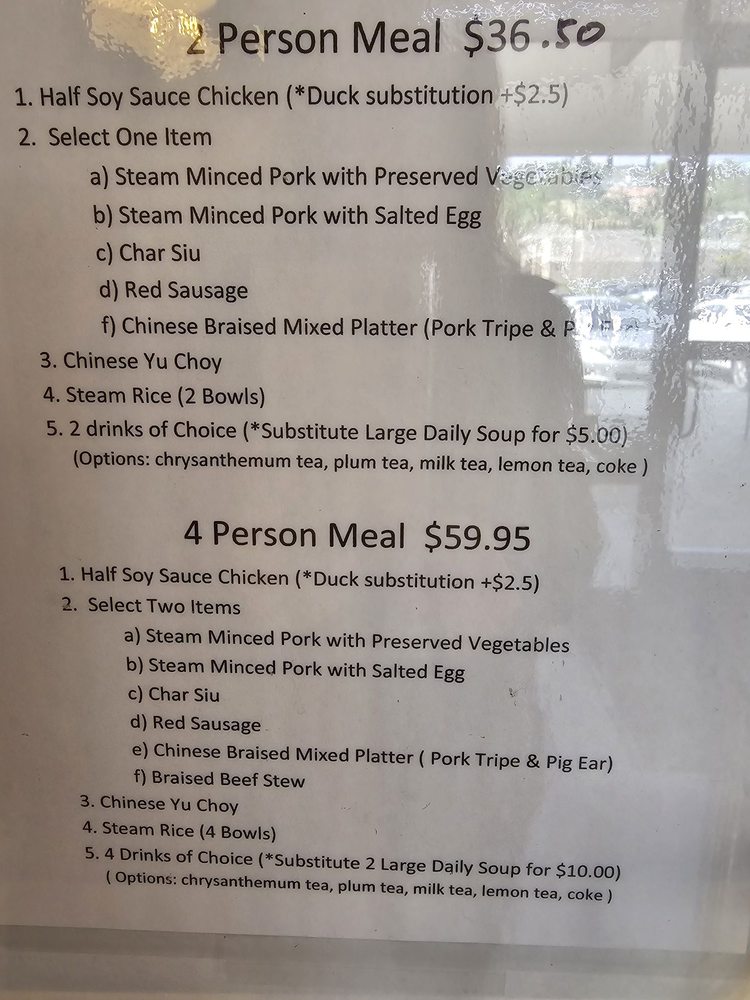 2 Person Meal $36.50
1. Half Soy Sauce Chicken (*Duck substitution +$2.5)
2. Select One Item
a) Steam Minced Pork with Preserved Vegetables
b) Steam Minced Pork with Salted Egg
c) Char Siu
d) Red Sausage
f) Chinese Braised Mixed Platter (Pork Tripe &
3. Chinese Yu Choy
4. Steam Rice (2 Bowls)
5. 2 drinks of Choice (*Substitute Large Daily Soup for $5.00)
(Options: chrysanthemum tea, plum tea, milk tea, lemon tea, coke )
4 Person Meal $59.95
1. Half Soy Sauce Chicken (*Duck substitution +$2.5)
2. Select Two Items
a) Steam Minced Pork with Preserved Vegetables
b) Steam Minced Pork with Salted Egg
c) Char Siu
d) Red Sausage
e) Chinese Braised Mixed Platter ( Pork Tripe & Pig Ear)
f) Braised Beef Stew
3. Chinese Yu Choy
4. Steam Rice (4 Bowls)
5. 4 Drinks of Choice (*Substitute 2 Large Daily Soup for $10.00)
( Options: chrysanthemum tea, plum tea, milk tea, lemon tea, coke )